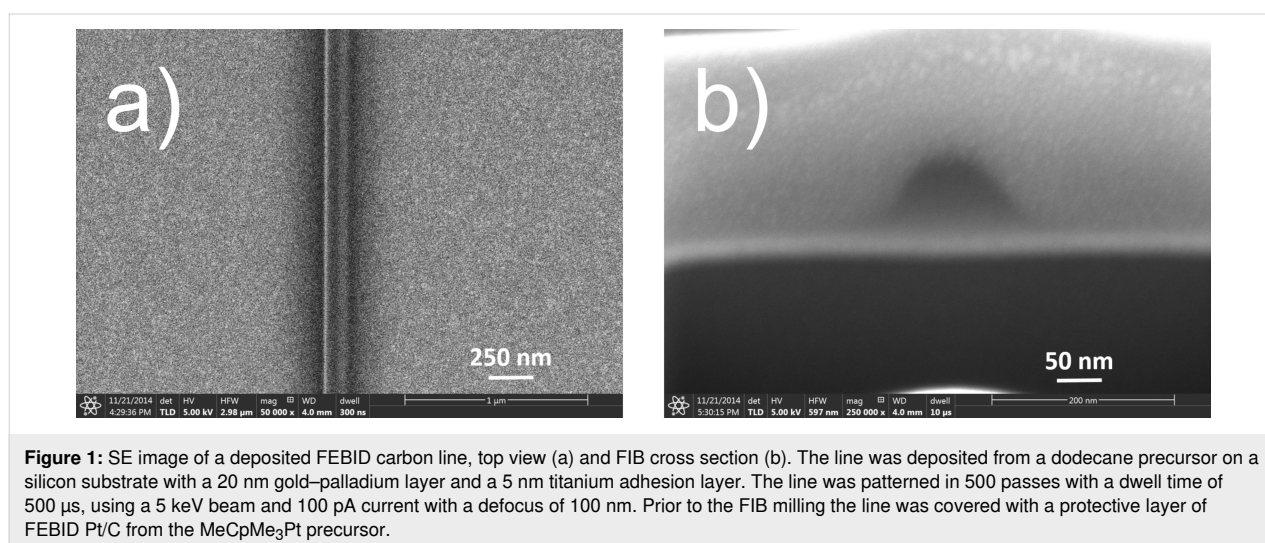 a)
250 nm
11/21/2014 det HV HFW mag WD dwell
4:29:36 PM TLD 5.00 kV 2.98 µm 50 000 x 4.0 mm 300 ns
1 µm
b)
50 nm
11/21/2014 det HV HFW mag WD dwell
5:30:15 PM TLD 5.00 kV 597 nm 250 000 x 4.0 mm 10 µs
200 nm
Figure 1: SE image of a deposited FEBID carbon line, top view (a) and FIB cross section (b). The line was deposited from a dodecane precursor on a
silicon substrate with a 20 nm gold–palladium layer and a 5 nm titanium adhesion layer. The line was patterned in 500 passes with a dwell time of
500 µs, using a 5 keV beam and 100 pA current with a defocus of 100 nm. Prior to the FIB milling the line was covered with a protective layer of
FEBID Pt/C from the MeCpMe₃Pt precursor.